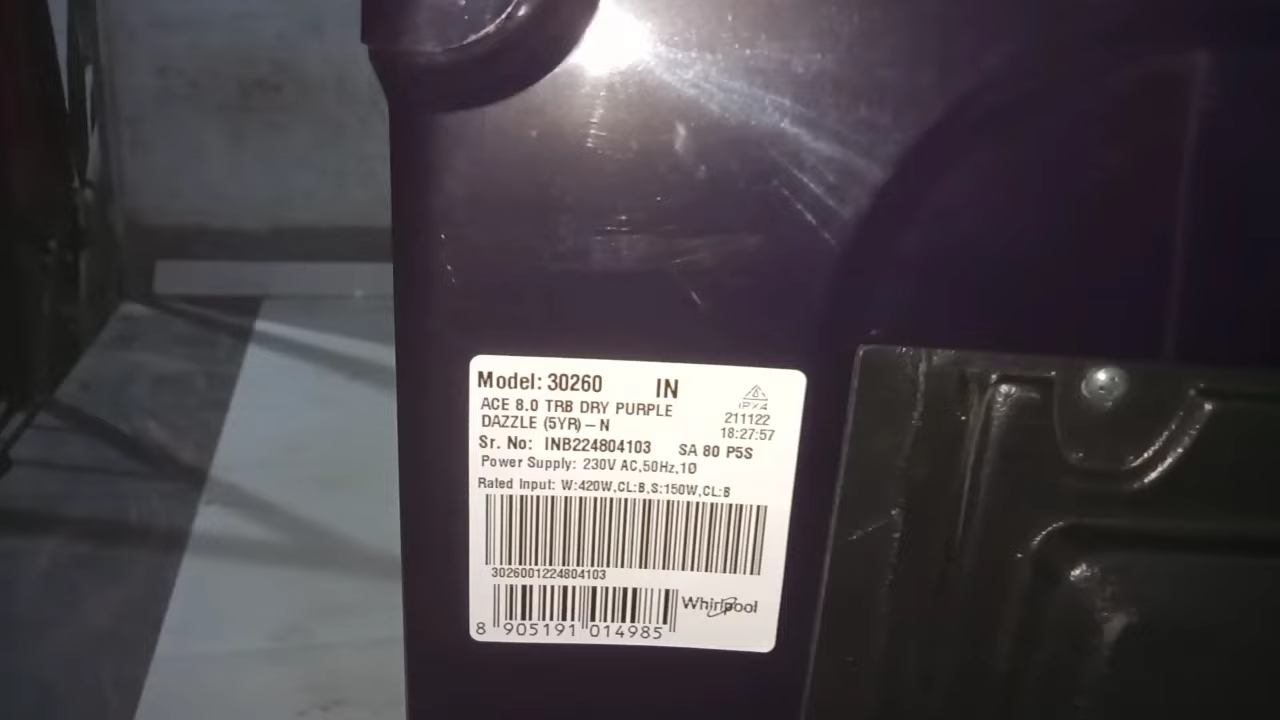 Model: 30260 IN
ACE 8.0 TRB DRY PURPLE
DAZZLE (5YR) – N
IPX4
211122
18:27:57
Sr. No: INB224804103 SA 80 P5S
Power Supply: 230V AC,50Hz,1Ø
Rated Input: W:420W,CL:B,S:150W,CL:B
3026001224804103
Whirlpool
8 905191 014985